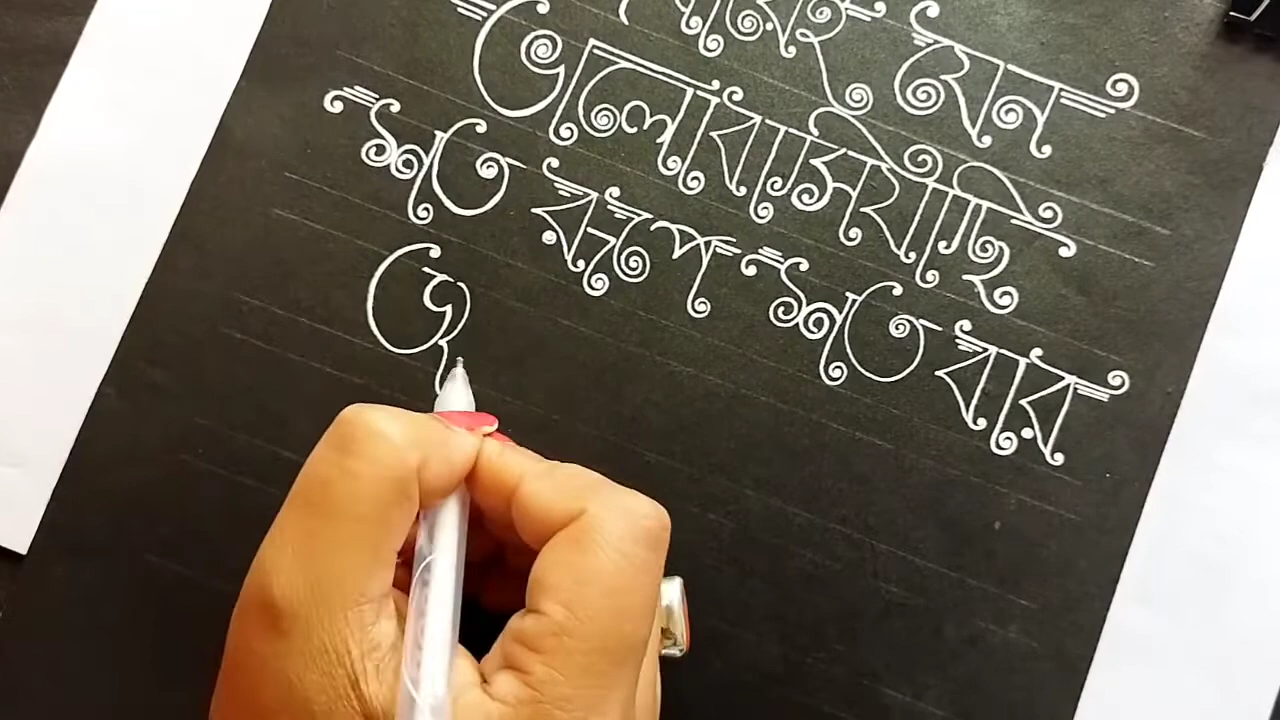 যেন
ভালোবাসিয়াছি
শত রূপে শত বার